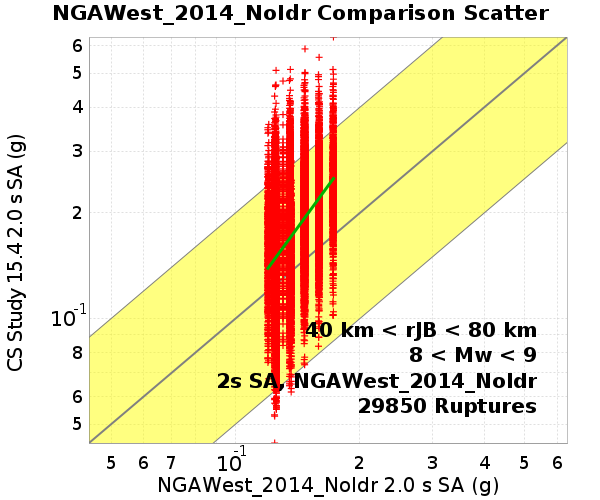 NGAWest_2014_NoIdr Comparison Scatter
CS Study 15.4 2.0 s SA (g)
6
5
4
3
2
10-1
8
6
5
40 km < rJB < 80 km
8 < Mw < 9
2s SA, NGAWest_2014_NoIdr
29850 Ruptures
5 6 7 10-1 2 3 4 5 6
NGAWest_2014_NoIdr 2.0 s SA (g)